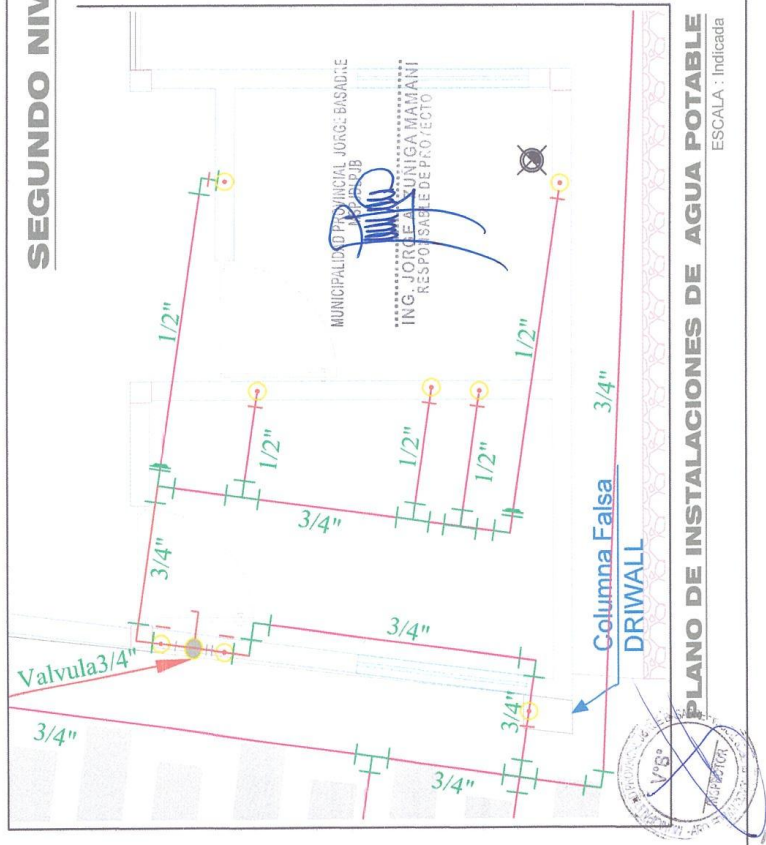 SEGUNDO NIV
MUNICIPALIDAD PROVINCIAL JORGE BASADRE
ING. JORGE A. ZUNIGA MAMANI
RESPONSABLE DE PROYECTO
1/2"
1/2"
1/2"
1/2"
1/2"
3/4"
3/4"
3/4"
3/4"
3/4"
3/4"
3/4"
Valvula3/4"
Columna Falsa
DRIWALL
PLANO DE INSTALACIONES DE AGUA POTABLE
ESCALA : Indicada
V°B°
INSPECTOR